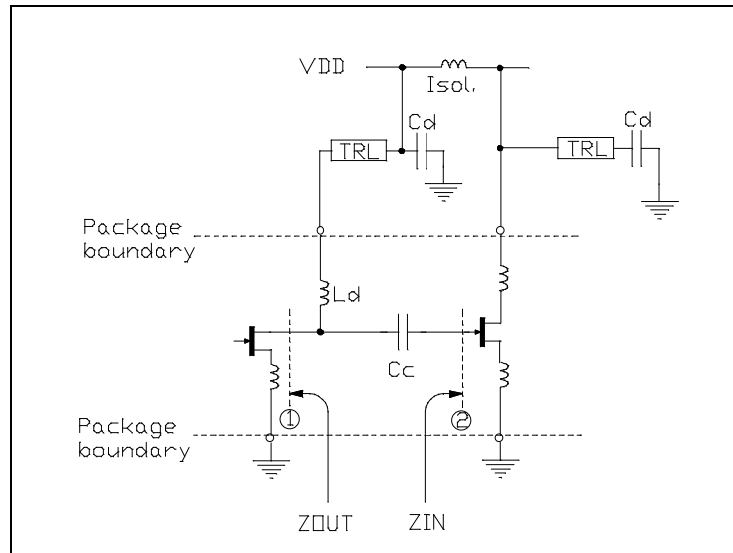 VDD
Isol.
Cd
TRL
Cd
TRL
Package
boundary
Ld
Cc
1
2
Package
boundary
ZOUT
ZIN